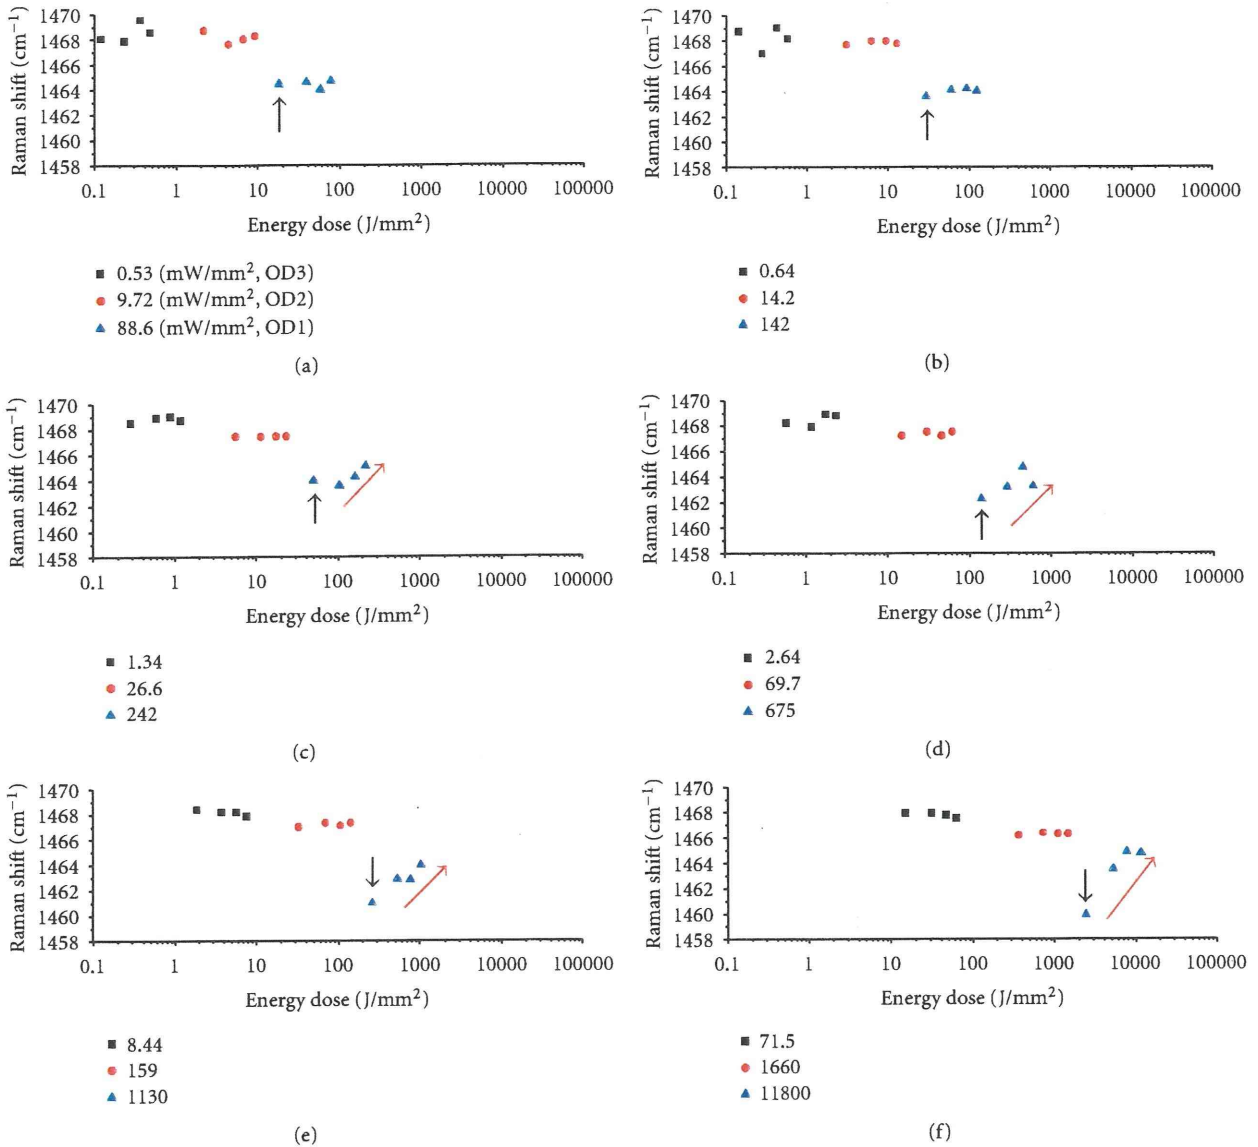 1470
1468
1466
1464
1462
1460
1458
Raman shift (cm−1)
0.1 1 10 100 1000 10000 100000
Energy dose (J/mm2)
0.53 (mW/mm2, OD3)
9.72 (mW/mm2, OD2)
88.6 (mW/mm2, OD1)
(a)
1470
1468
1466
1464
1462
1460
1458
Raman shift (cm−1)
0.1 1 10 100 1000 10000 100000
Energy dose (J/mm2)
0.64
14.2
142
(b)
1470
1468
1466
1464
1462
1460
1458
Raman shift (cm−1)
0.1 1 10 100 1000 10000 100000
Energy dose (J/mm2)
1.34
26.6
242
(c)
1470
1468
1466
1464
1462
1460
1458
Raman shift (cm−1)
0.1 1 10 100 1000 10000 100000
Energy dose (J/mm2)
2.64
69.7
675
(d)
1470
1468
1466
1464
1462
1460
1458
Raman shift (cm−1)
0.1 1 10 100 1000 10000 100000
Energy dose (J/mm2)
8.44
159
1130
(e)
1470
1468
1466
1464
1462
1460
1458
Raman shift (cm−1)
0.1 1 10 100 1000 10000 100000
Energy dose (J/mm2)
71.5
1660
11800
(f)